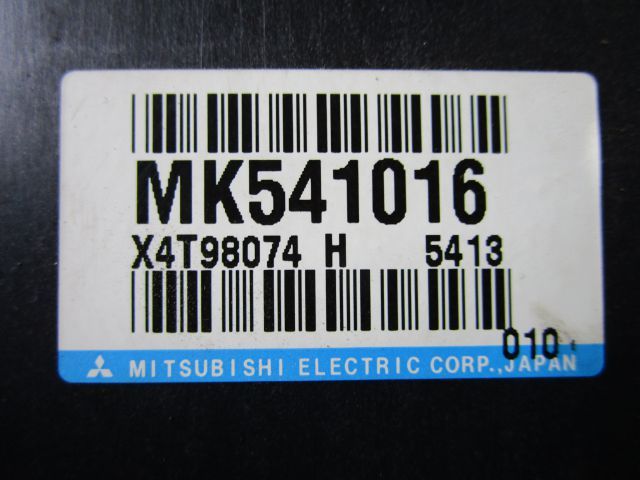 MK541016
X4T98074 H 5413
010
MITSUBISHI ELECTRIC CORP., JAPAN